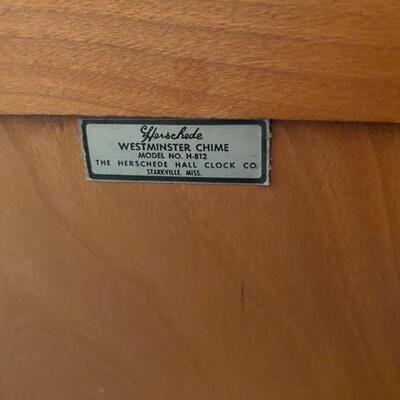 Herschede
WESTMINSTER CHIME
MODEL NO. H-812
THE HERSCHEDE HALL CLOCK CO.
STARKVILLE, MISS.